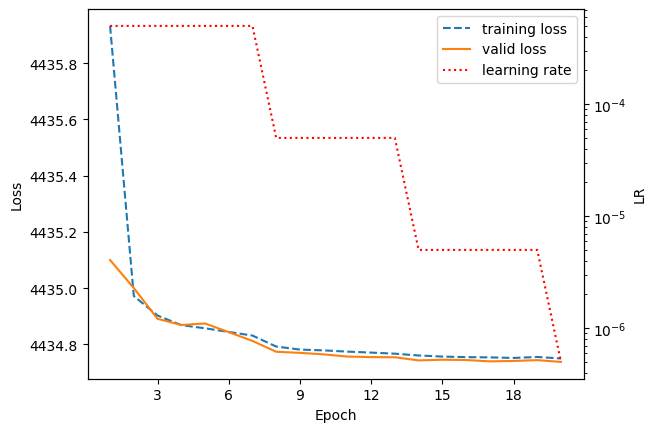 training loss
valid loss
learning rate
4435.8
4435.6
4435.4
4435.2
4435.0
4434.8
Loss
10⁻⁴
10⁻⁵
10⁻⁶
LR
3 6 9 12 15 18
Epoch